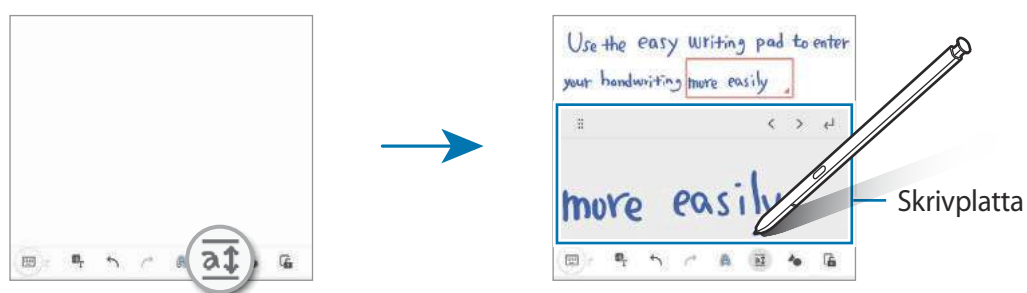 Use the easy writing pad to enter
your handwriting more easily
more easily
Skrivplatta